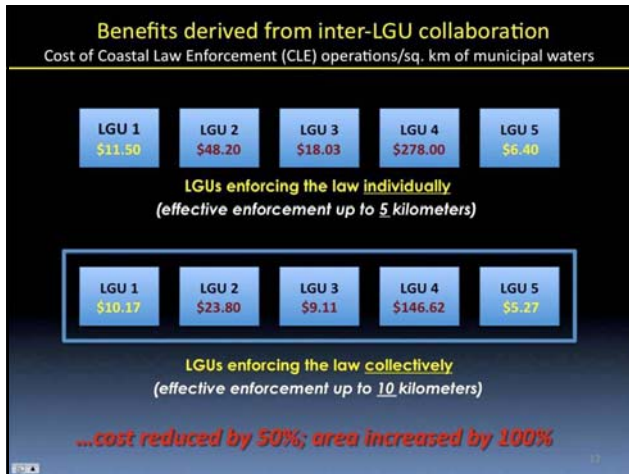 Benefits derived from inter-LGU collaboration
Cost of Coastal Law Enforcement (CLE) operations/sq. km of municipal waters
LGU 1 LGU 2 LGU 3 LGU 4 LGU 5
$11.50 $48.20 $18.03 $278.00 $6.40
LGUs enforcing the law individually
(effective enforcement up to 5 kilometers)
LGU 1 LGU 2 LGU 3 LGU 4 LGU 5
$10.17 $23.80 $9.11 $146.62 $5.27
LGUs enforcing the law collectively
(effective enforcement up to 10 kilometers)
...cost reduced by 50%; area increased by 100%